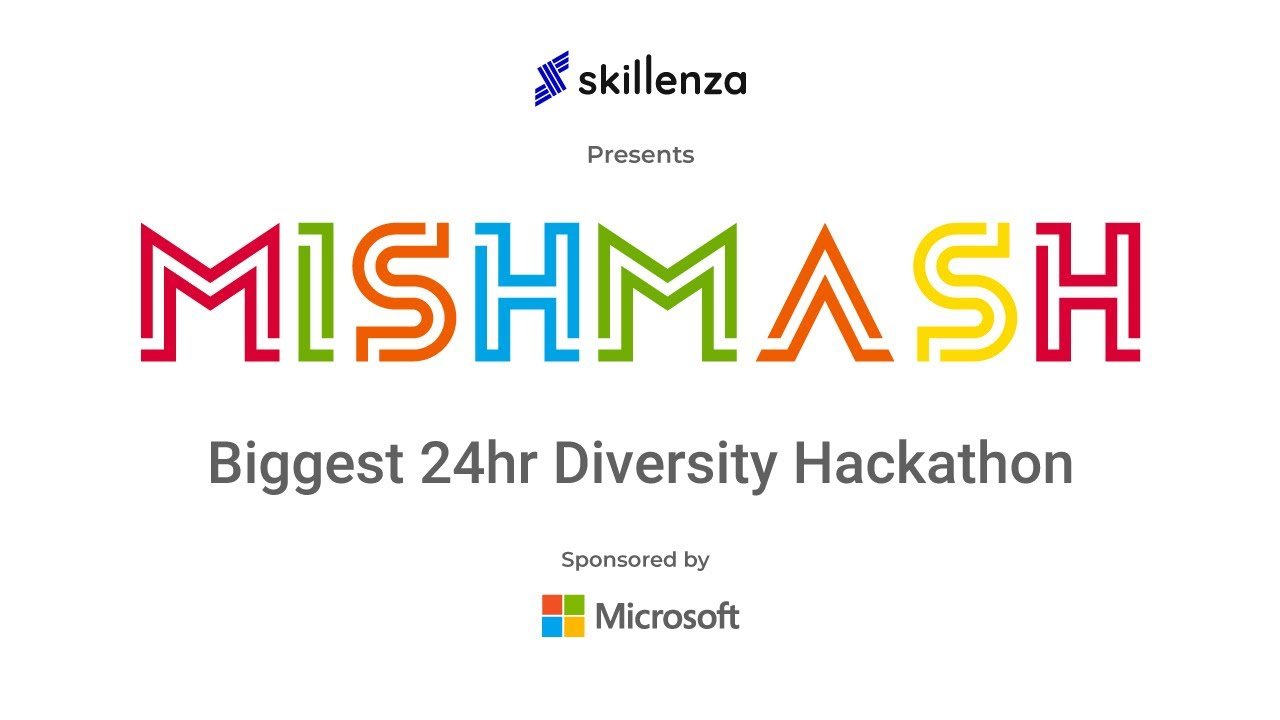 skillenza
Presents
MISHMASH
Biggest 24hr Diversity Hackathon
Sponsored by
Microsoft